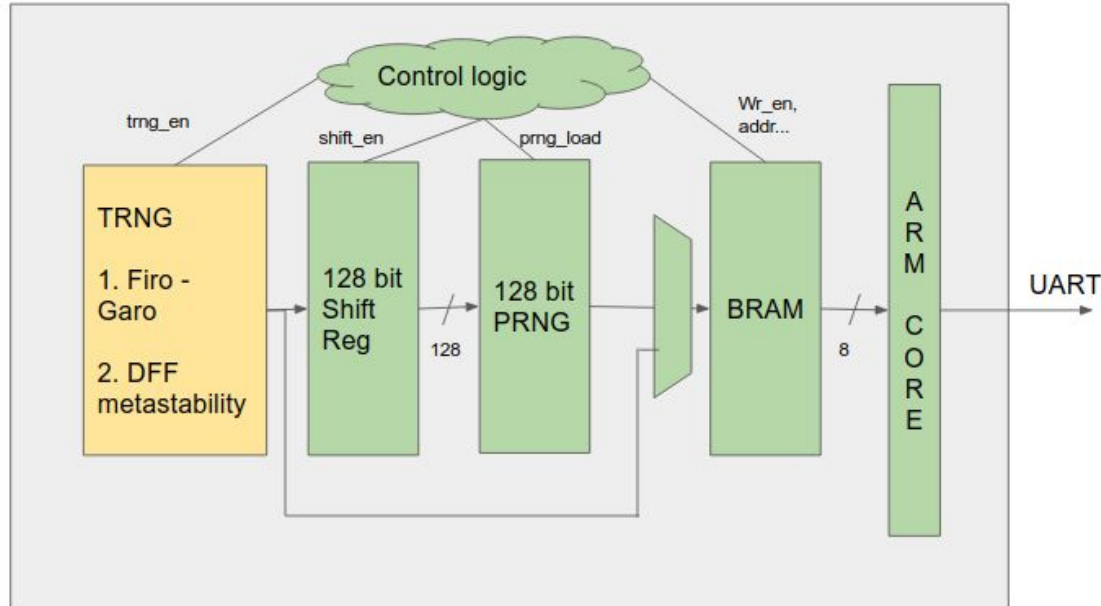 Control logic
trng_en
shift_en
prng_load
Wr_en,
addr...
TRNG
1. Firo -
Garo
2. DFF
metastability
128 bit
Shift
Reg
128
128 bit
PRNG
BRAM
8
A
R
M
C
O
R
E
UART